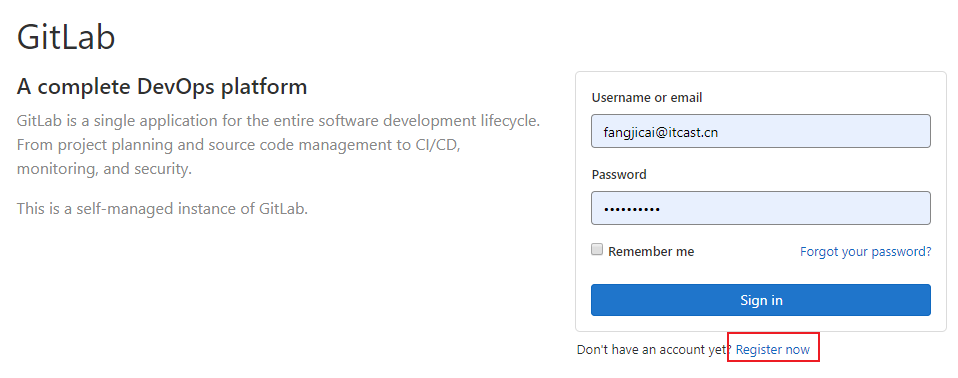 GitLab
A complete DevOps platform
GitLab is a single application for the entire software development lifecycle.
From project planning and source code management to CI/CD,
monitoring, and security.
This is a self-managed instance of GitLab.
Username or email
fangjicai@itcast.cn
Password
••••••••••
Remember me
Forgot your password?
Sign in
Don't have an account yet? Register now